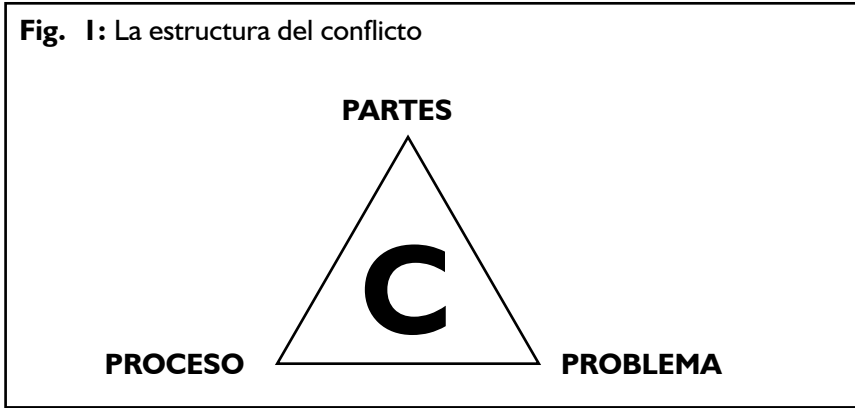 Fig. 1: La estructura del conflicto
PARTES
C
PROCESO PROBLEMA